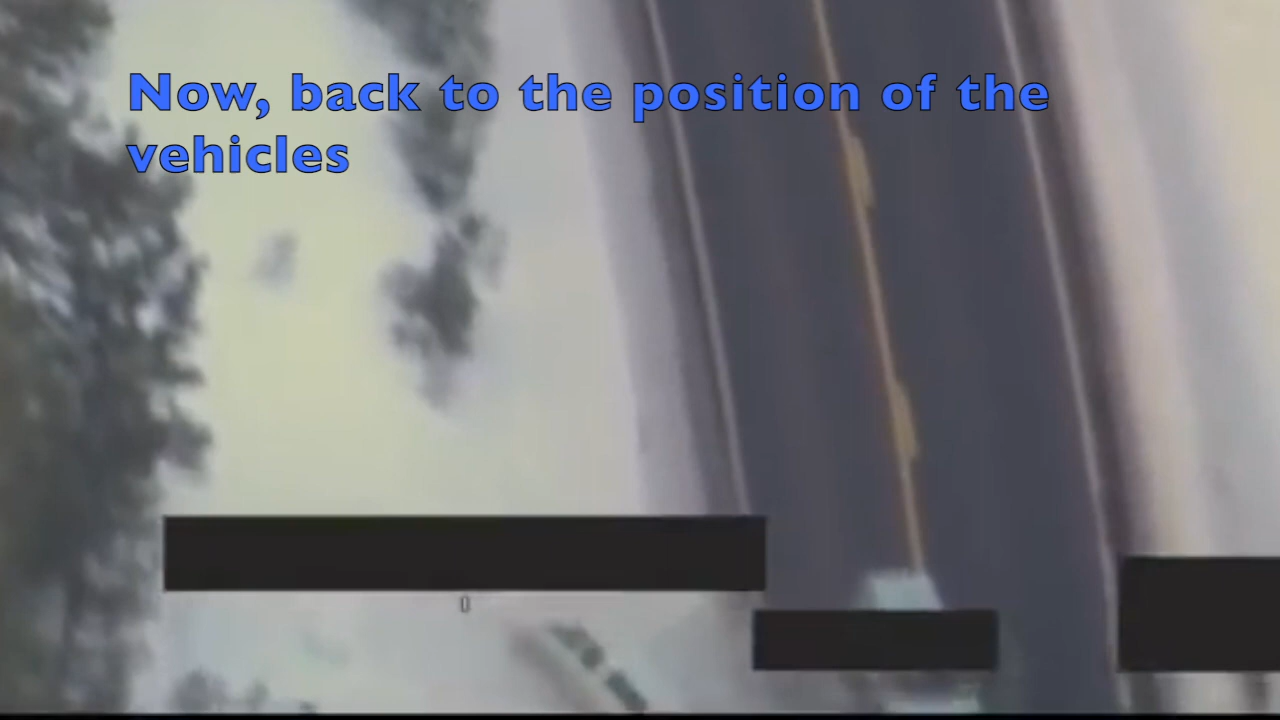 Now, back to the position of the
vehicles